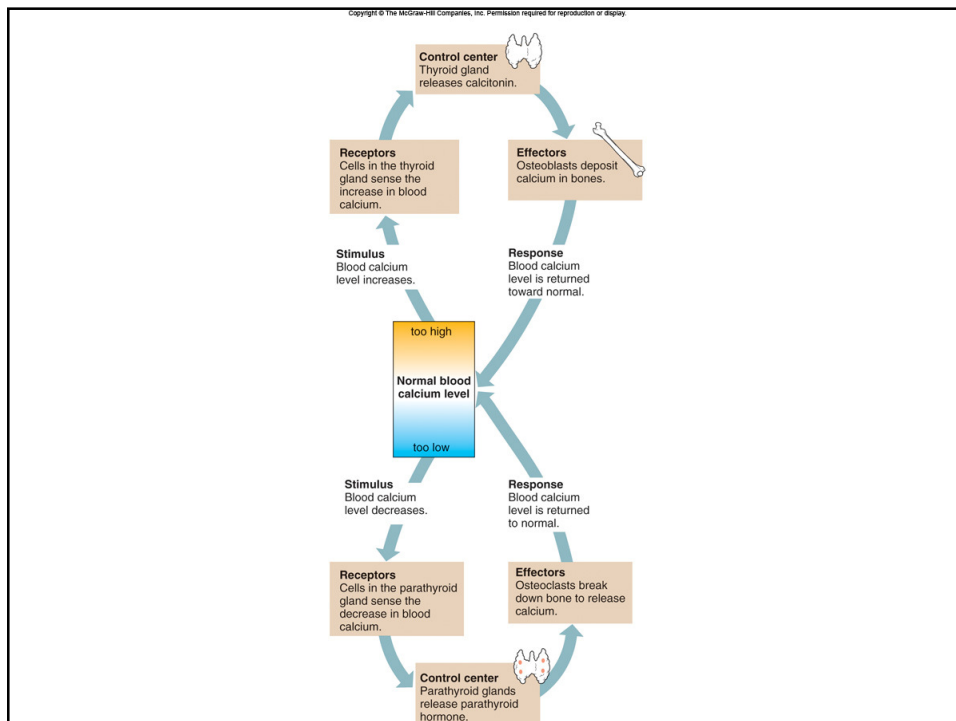 Copyright © The McGraw-Hill Companies, Inc. Permission required for reproduction or display.
Control center
Thyroid gland
releases calcitonin.
Receptors
Cells in the thyroid
gland sense the
increase in blood
calcium.
Effectors
Osteoblasts deposit
calcium in bones.
Stimulus
Blood calcium
level increases.
Response
Blood calcium
level is returned
toward normal.
too high
Normal blood
calcium level
too low
Stimulus
Blood calcium
level decreases.
Response
Blood calcium
level is returned
to normal.
Receptors
Cells in the parathyroid
gland sense the
decrease in blood
calcium.
Effectors
Osteoclasts break
down bone to release
calcium.
Control center
Parathyroid glands
release parathyroid
hormone.